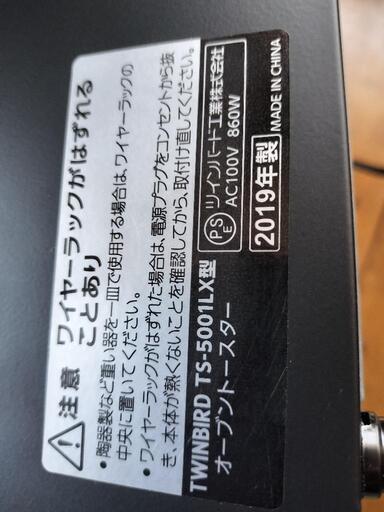 注意 ワイヤーラックがはずれる
ことあり
• 陶器製など重い器を一皿で使用する場合は、ワイヤーラックの
中央に置いてください。
• ワイヤーラックがはずれた場合は、電源プラグをコンセントから抜
き、本体が熱くないことを確認してから、取付け直してください。
TWINBIRD TS-5001LX型
オーブントースター
PSE ツインバード工業株式会社
AC100V 860W
2019年製 MADE IN CHINA